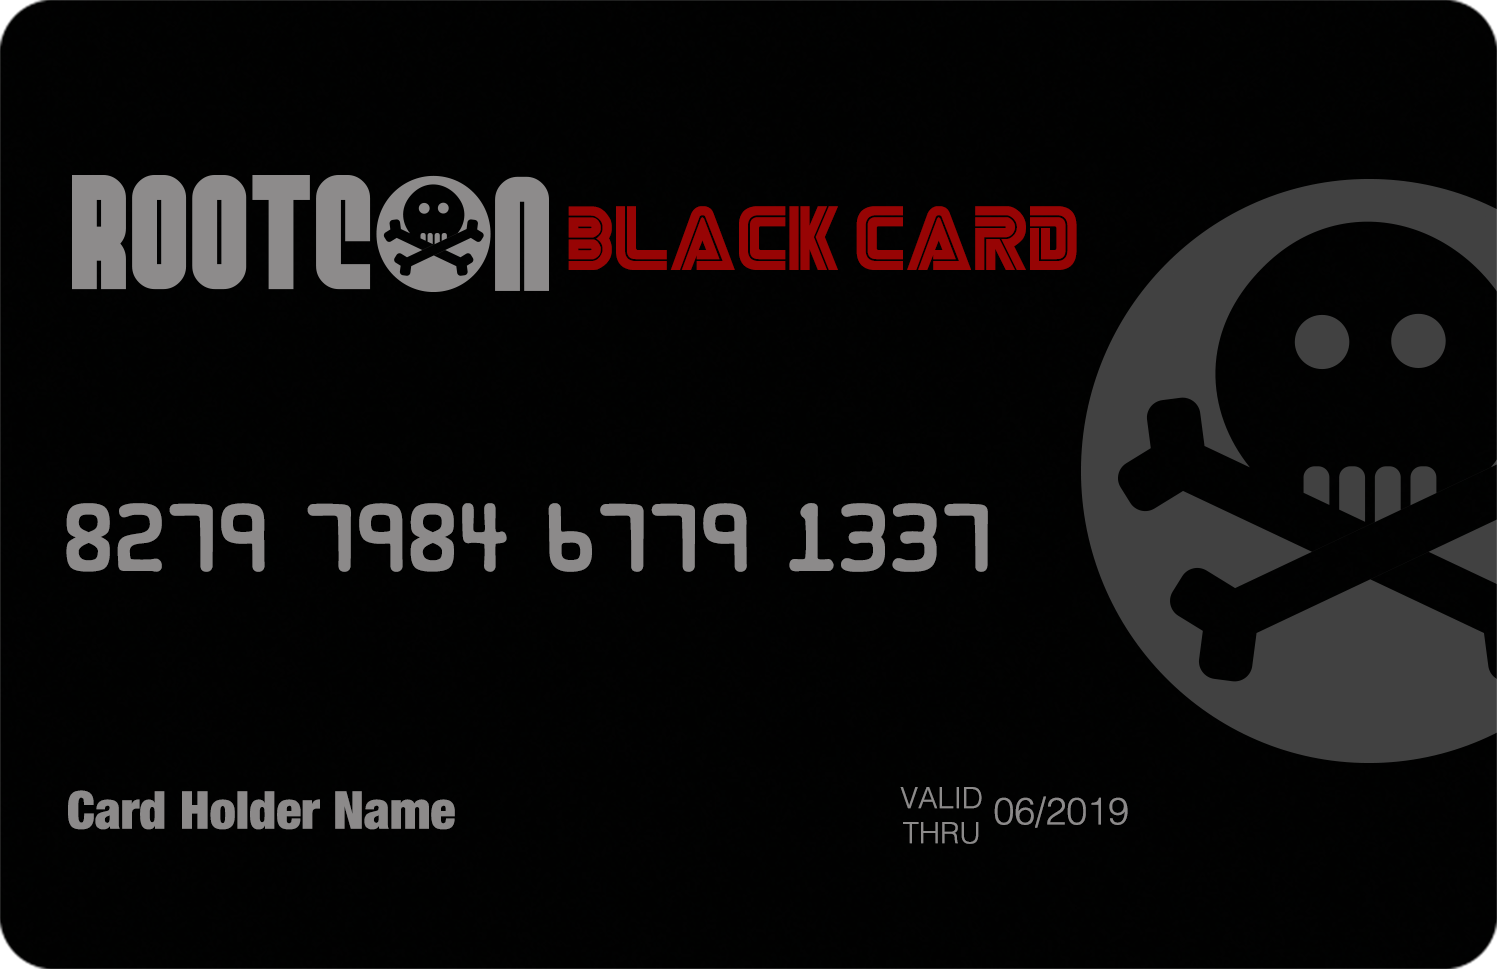 ROOTCON BLACK CARD
8279 7984 6779 1337
Card Holder Name
VALID THRU 06/2019